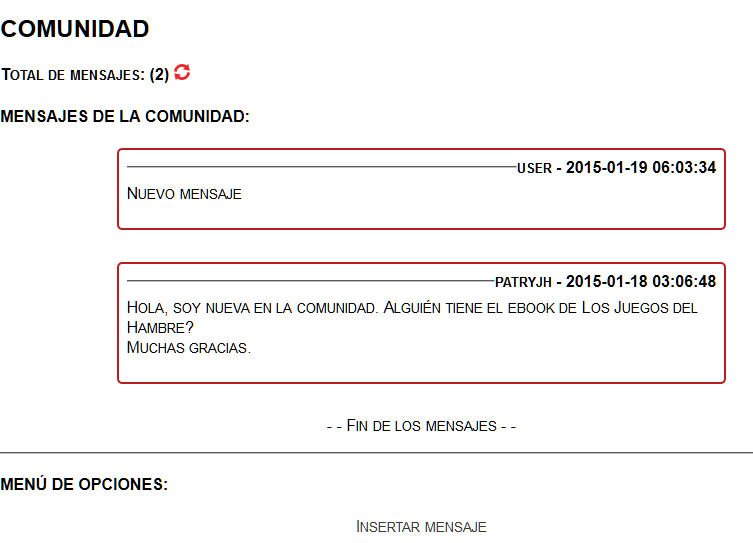 COMUNIDAD
TOTAL DE MENSAJES: (2)
MENSAJES DE LA COMUNIDAD:
USER - 2015-01-19 06:03:34
NUEVO MENSAJE
PATRYJH - 2015-01-18 03:06:48
HOLA, SOY NUEVA EN LA COMUNIDAD. ALGUIÉN TIENE EL EBOOK DE LOS JUEGOS DEL
HAMBRE?
MUCHAS GRACIAS.
- - FIN DE LOS MENSAJES - -
MENÚ DE OPCIONES:
INSERTAR MENSAJE